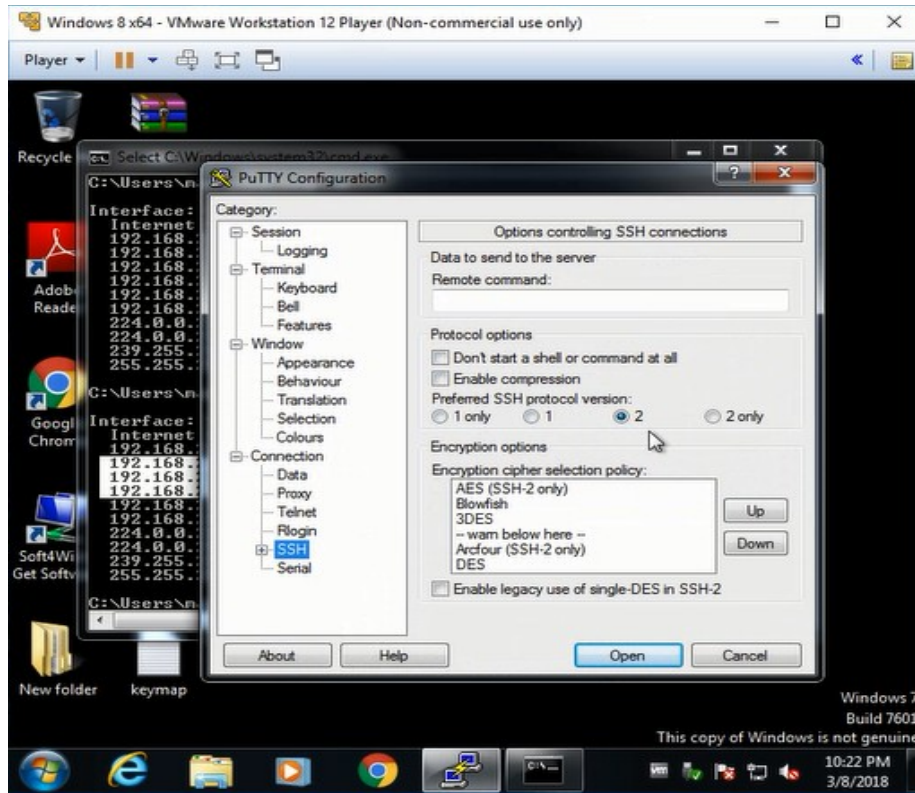 Windows 8 x64 - VMware Workstation 12 Player (Non-commercial use only)
Player
Recycle
Select C:\Windows\system32\cmd.exe
C:\Users\m
Interface:
Internet
192.168.
192.168.
192.168.
192.168.
192.168.
192.168.
224.0.0.
224.0.0.
239.255.
255.255.
C:\Users\m
Interface:
Internet
192.168.
192.168.
192.168.
192.168.
192.168.
192.168.
224.0.0.
224.0.0.
239.255.
255.255.
C:\Users\m
PuTTY Configuration
Category:
Session
Logging
Terminal
Keyboard
Bell
Features
Window
Appearance
Behaviour
Translation
Selection
Colours
Connection
Data
Proxy
Telnet
Rlogin
SSH
Serial
Options controlling SSH connections
Data to send to the server
Remote command:
Protocol options
Don't start a shell or command at all
Enable compression
Preferred SSH protocol version:
1 only 1 2 2 only
Encryption options
Encryption cipher selection policy:
AES (SSH-2 only)
Blowfish
3DES
-- warn below here --
Arcfour (SSH-2 only)
DES
Up
Down
Enable legacy use of single-DES in SSH-2
About Help Open Cancel
Adob
Reade
Googl
Chrom
Soft4Wi
Get Softw
New folder
keymap
Windows 7
Build 7601
This copy of Windows is not genuine
10:22 PM
3/8/2018